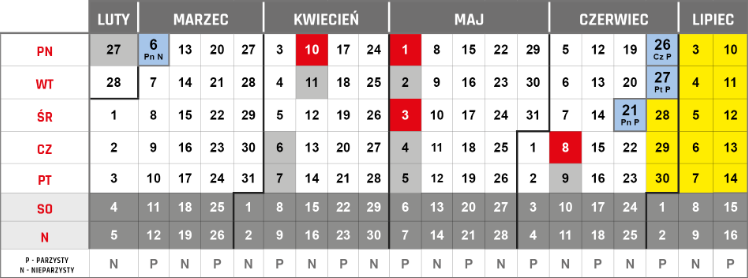 LUTY MARZEC KWIECIEŃ MAJ CZERWIEC LIPIEC
PN 27 6 13 20 27 3 10 17 24 1 8 15 22 29 5 12 19 26 3 10
Pn N Cz P
WT 28 7 14 21 28 4 11 18 25 2 9 16 23 30 6 13 20 27 4 11
Pt P
ŚR 1 8 15 22 29 5 12 19 26 3 10 17 24 31 7 14 21 28 5 12
Pn P
CZ 2 9 16 23 30 6 13 20 27 4 11 18 25 1 8 15 22 29 6 13
PT 3 10 17 24 31 7 14 21 28 5 12 19 26 2 9 16 23 30 7 14
SO 4 11 18 25 1 8 15 22 29 6 13 20 27 3 10 17 24 1 8 15
N 5 12 19 26 2 9 16 23 30 7 14 21 28 4 11 18 25 2 9 16
P - PARZYSTY
N - NIEPARZYSTY
N P N P N P N P N P N P N P N P N P N P